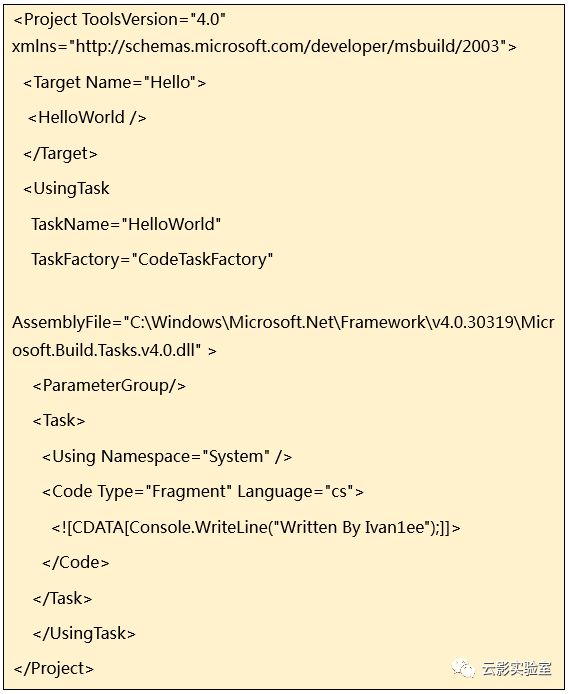 <Project ToolsVersion="4.0"
xmlns="http://schemas.microsoft.com/developer/msbuild/2003">
<Target Name="Hello">
<HelloWorld />
</Target>
<UsingTask
TaskName="HelloWorld"
TaskFactory="CodeTaskFactory"
AssemblyFile="C:\Windows\Microsoft.Net\Framework\v4.0.30319\Micr
osoft.Build.Tasks.v4.0.dll" >
<ParameterGroup/>
<Task>
<Using Namespace="System" />
<Code Type="Fragment" Language="cs">
<![CDATA[Console.WriteLine("Written By Ivan1ee");]]>
</Code>
</Task>
</UsingTask>
</Project>
云影实验室